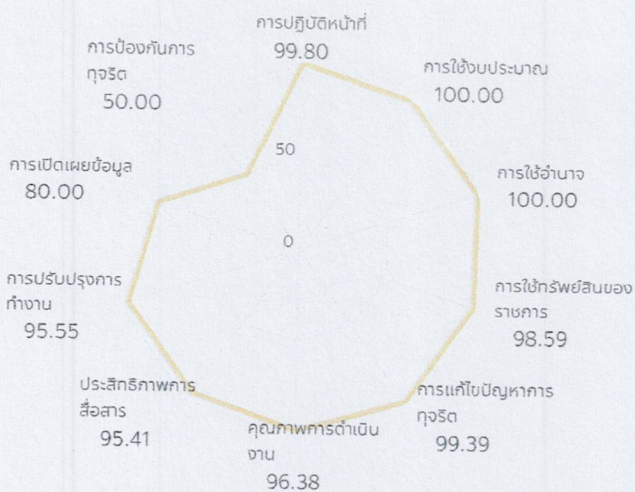 การปฏิบัติหน้าที่
99.80
การใช้งบประมาณ
100.00
การใช้อำนาจ
100.00
การใช้ทรัพย์สินของ
ราชการ
98.59
การแก้ไขปัญหาการ
ทุจริต
99.39
คุณภาพการดำเนิน
งาน
96.38
ประสิทธิภาพการ
สื่อสาร
95.41
การปรับปรุงการ
ทำงาน
95.55
การเปิดเผยข้อมูล
80.00
การป้องกันการ
ทุจริต
50.00
50
0